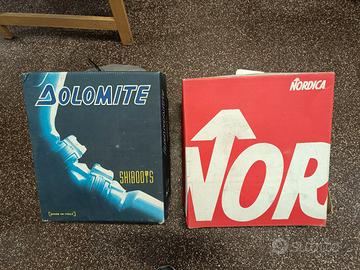 DOLOMITE
SKIBOOTS
MADE IN ITALY
NORDICA
NOR
Subito